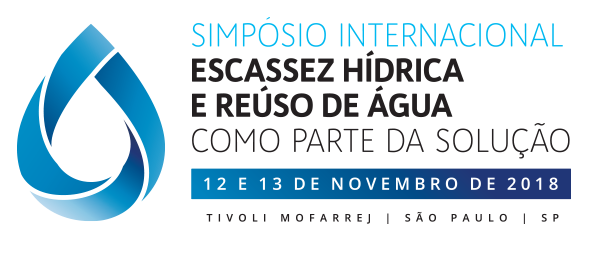 SIMPÓSIO INTERNACIONAL
ESCASSEZ HÍDRICA
E REÚSO DE ÁGUA
COMO PARTE DA SOLUÇÃO
12 E 13 DE NOVEMBRO DE 2018
TIVOLI MOFARREJ | SÃO PAULO | SP